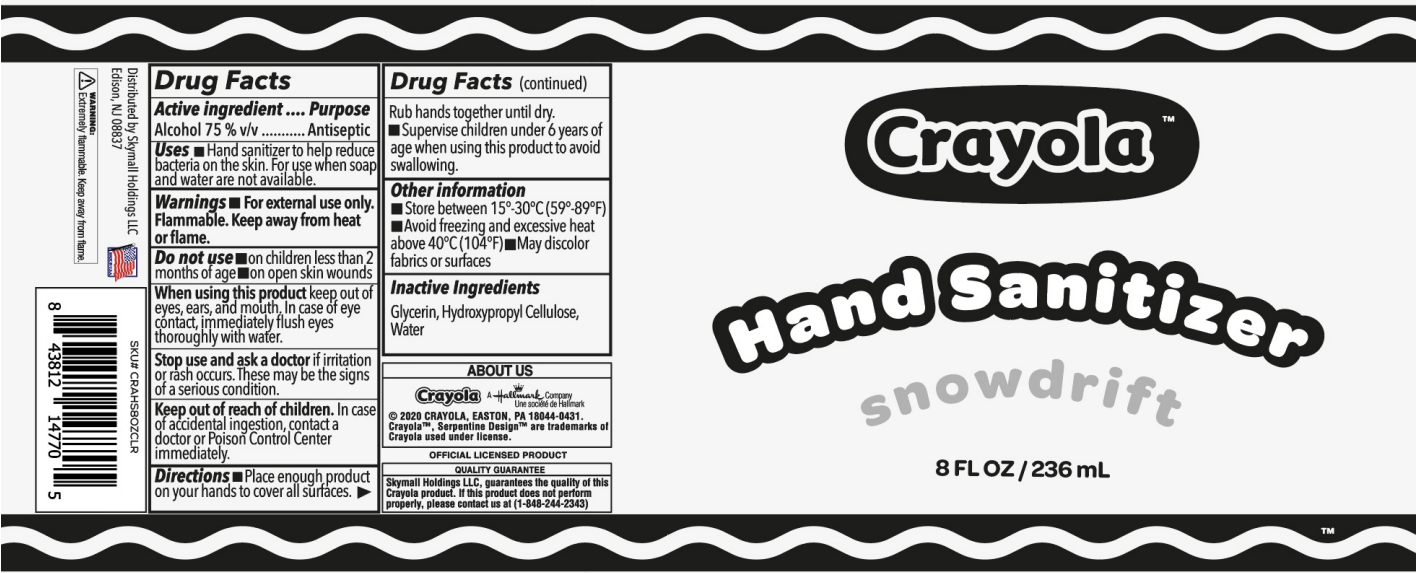 WARNING:
Extremely flammable. Keep away from flame.
Distributed by Skymall Holdings LLC
Edison, NJ 08837
SKU# CRAHS8OZCLR
8 43812 14770 5
Drug Facts
Active ingredient .... Purpose
Alcohol 75 % v/v ........... Antiseptic
Uses ■ Hand sanitizer to help reduce
bacteria on the skin. For use when soap
and water are not available.
Warnings ■ For external use only.
Flammable. Keep away from heat
or flame.
Do not use ■ on children less than 2
months of age ■ on open skin wounds
When using this product keep out of
eyes, ears, and mouth. In case of eye
contact, immediately flush eyes
thoroughly with water.
Stop use and ask a doctor if irritation
or rash occurs. These may be the signs
of a serious condition.
Keep out of reach of children. In case
of accidental ingestion, contact a
doctor or Poison Control Center
immediately.
Directions ■ Place enough product
on your hands to cover all surfaces. ▶
Drug Facts (continued)
Rub hands together until dry.
■ Supervise children under 6 years of
age when using this product to avoid
swallowing.
Other information
■ Store between 15°-30°C (59°-89°F)
■ Avoid freezing and excessive heat
above 40°C (104°F) ■ May discolor
fabrics or surfaces
Inactive Ingredients
Glycerin, Hydroxypropyl Cellulose,
Water
ABOUT US
Crayola A Hallmark Company
Une société de Hallmark
© 2020 CRAYOLA, EASTON, PA 18044-0431.
Crayola™, Serpentine Design™ are trademarks of
Crayola used under license.
OFFICIAL LICENSED PRODUCT
QUALITY GUARANTEE
Skymall Holdings LLC, guarantees the quality of this
Crayola product. If this product does not perform
properly, please contact us at (1-848-244-2343)
Crayola™
Hand Sanitizer
snowdrift
8 FL OZ / 236 mL
™